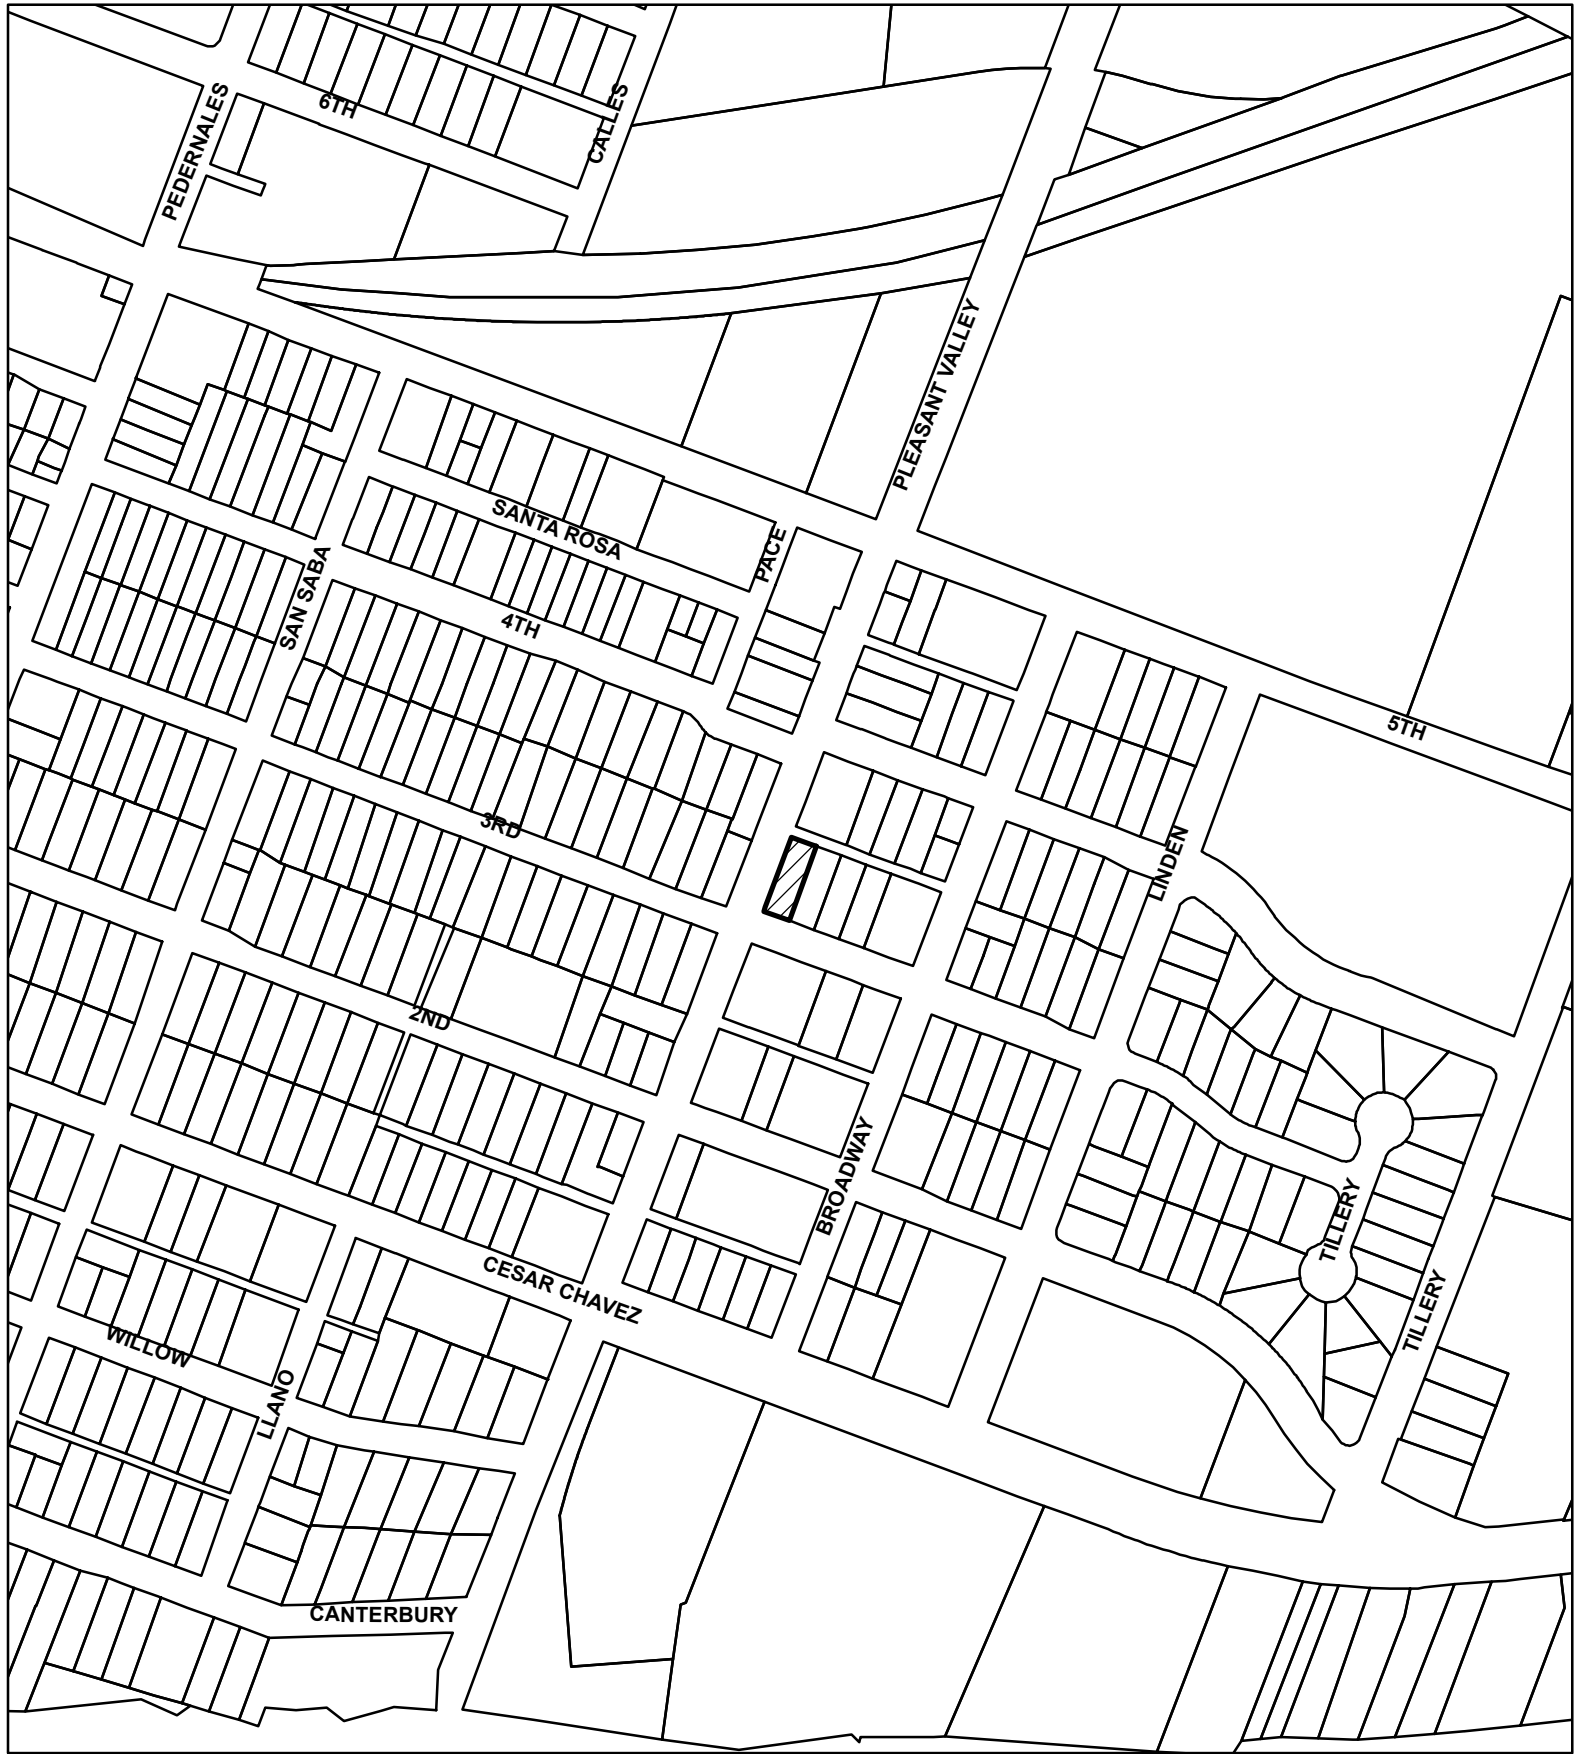 6TH
PEDERNALES
CALLES
PLEASANT VALLEY
SANTA ROSA
PACE
SAN SABA
4TH
5TH
3RD
LINDEN
2ND
BROADWAY
TILLERY
CESAR CHAVEZ
TILLERY
WILLOW
LLANO
CANTERBURY